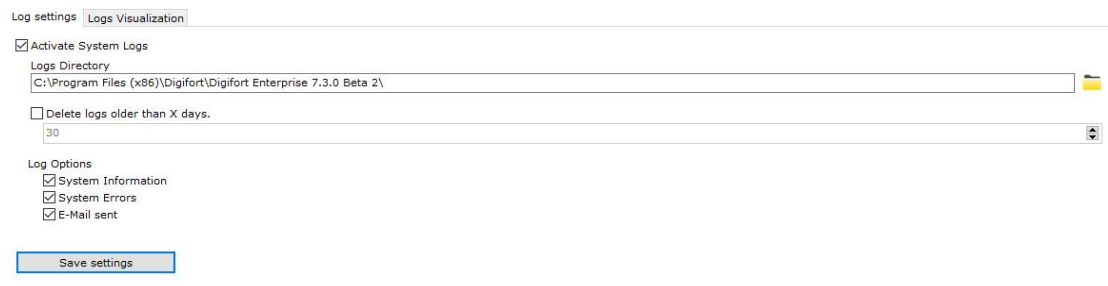 Log settings Logs Visualization
Activate System Logs
Logs Directory
C:\Program Files (x86)\Digifort\Digifort Enterprise 7.3.0 Beta 2\
Delete logs older than X days.
30
Log Options
System Information
System Errors
E-Mail sent
Save settings